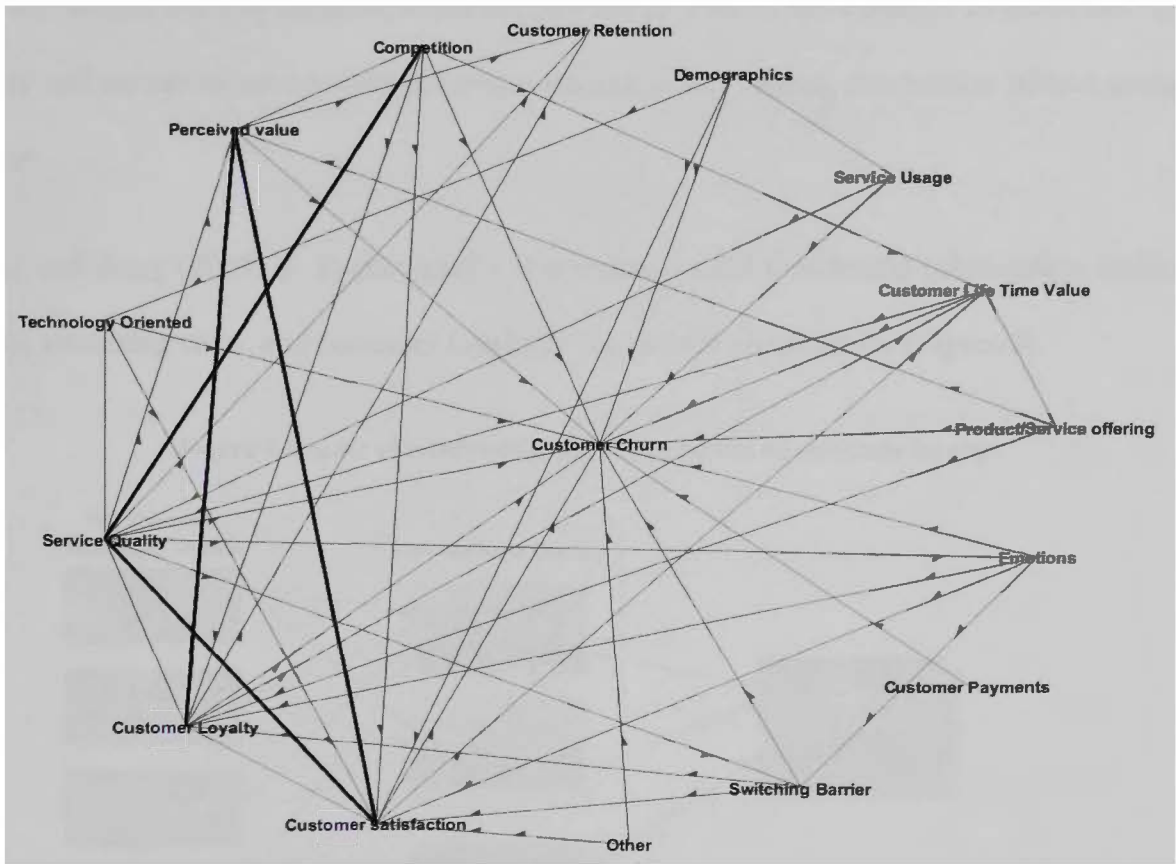 Customer Retention
Competition
Demographics
Perceived value
Service Usage
Customer Life Time Value
Technology Oriented
Product/Service offering
Customer Churn
Service Quality
Emotions
Customer Payments
Customer Loyalty
Switching Barrier
Customer satisfaction
Other